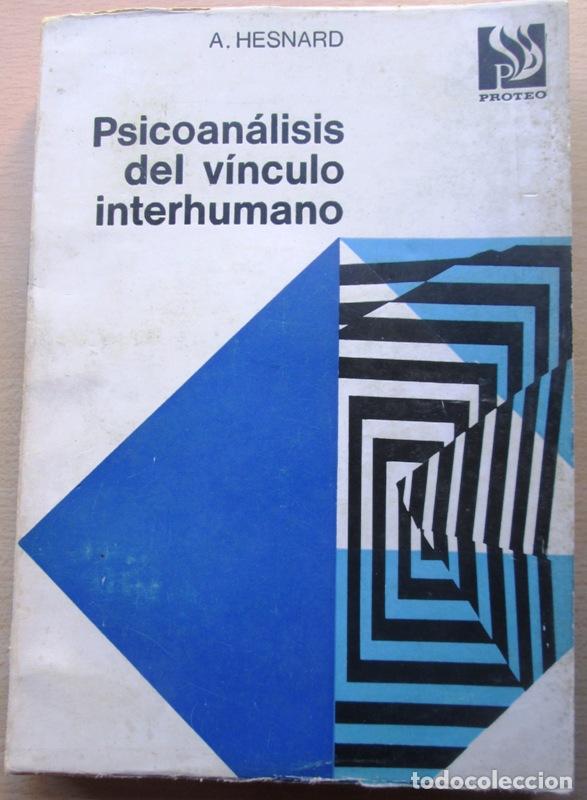 A. HESNARD
P
PROTEO
Psicoanálisis
del vínculo
interhumano
todocoleccion